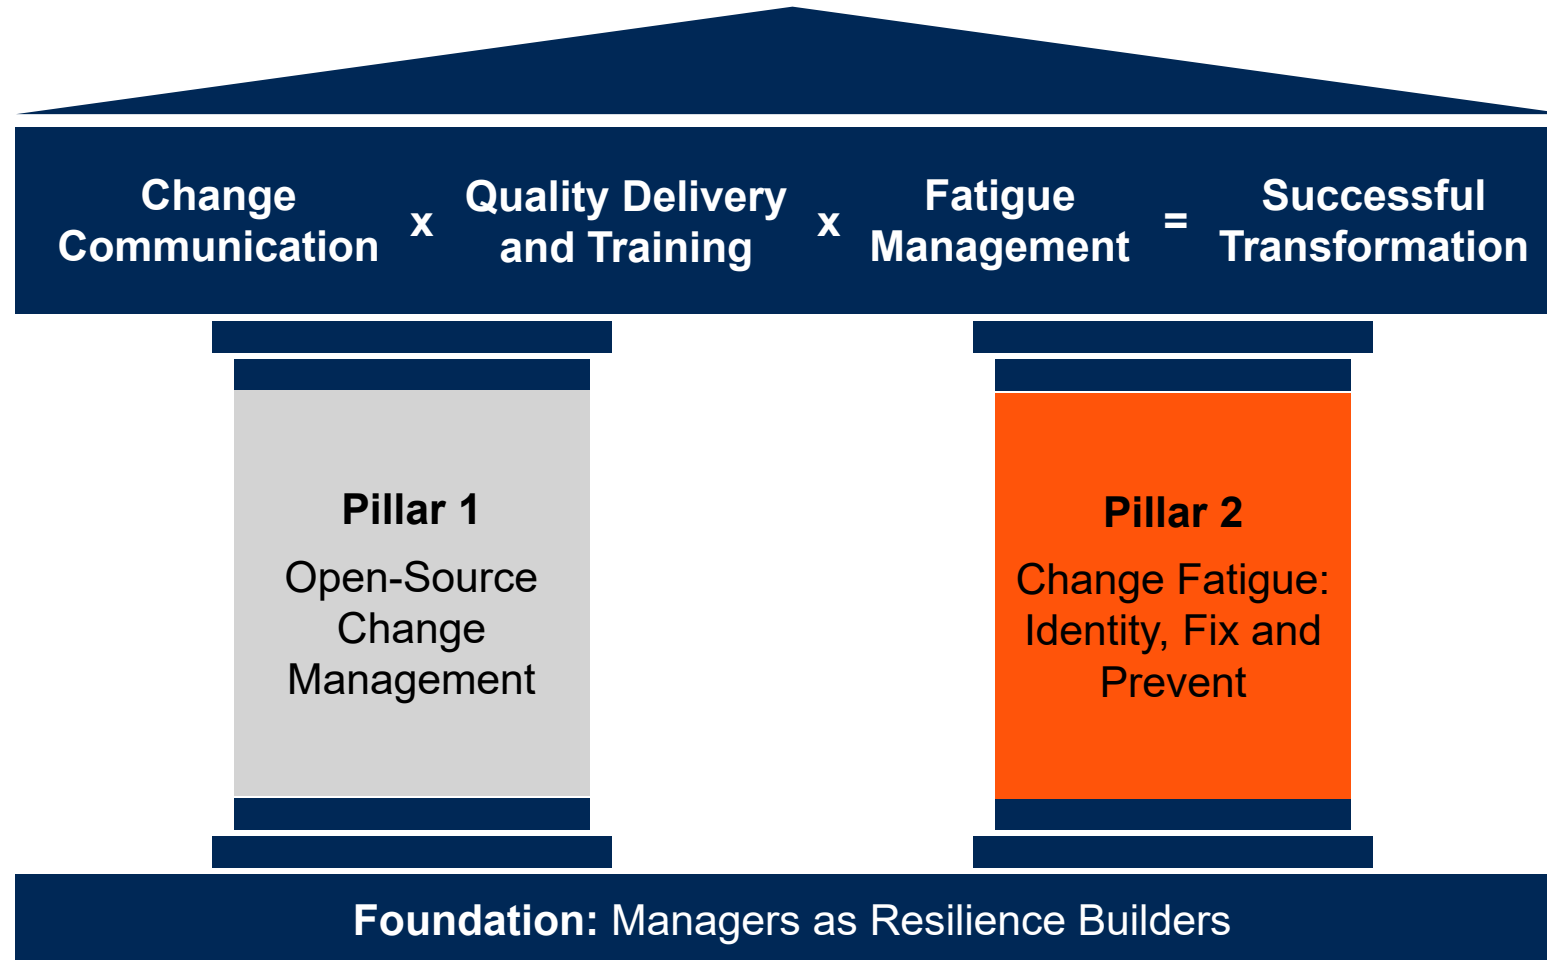 Change
Communication
x
Quality Delivery
and Training
x
Fatigue
Management
=
Successful
Transformation
Pillar 1
Open-Source
Change
Management
Pillar 2
Change Fatigue:
Identity, Fix and
Prevent
Foundation: Managers as Resilience Builders